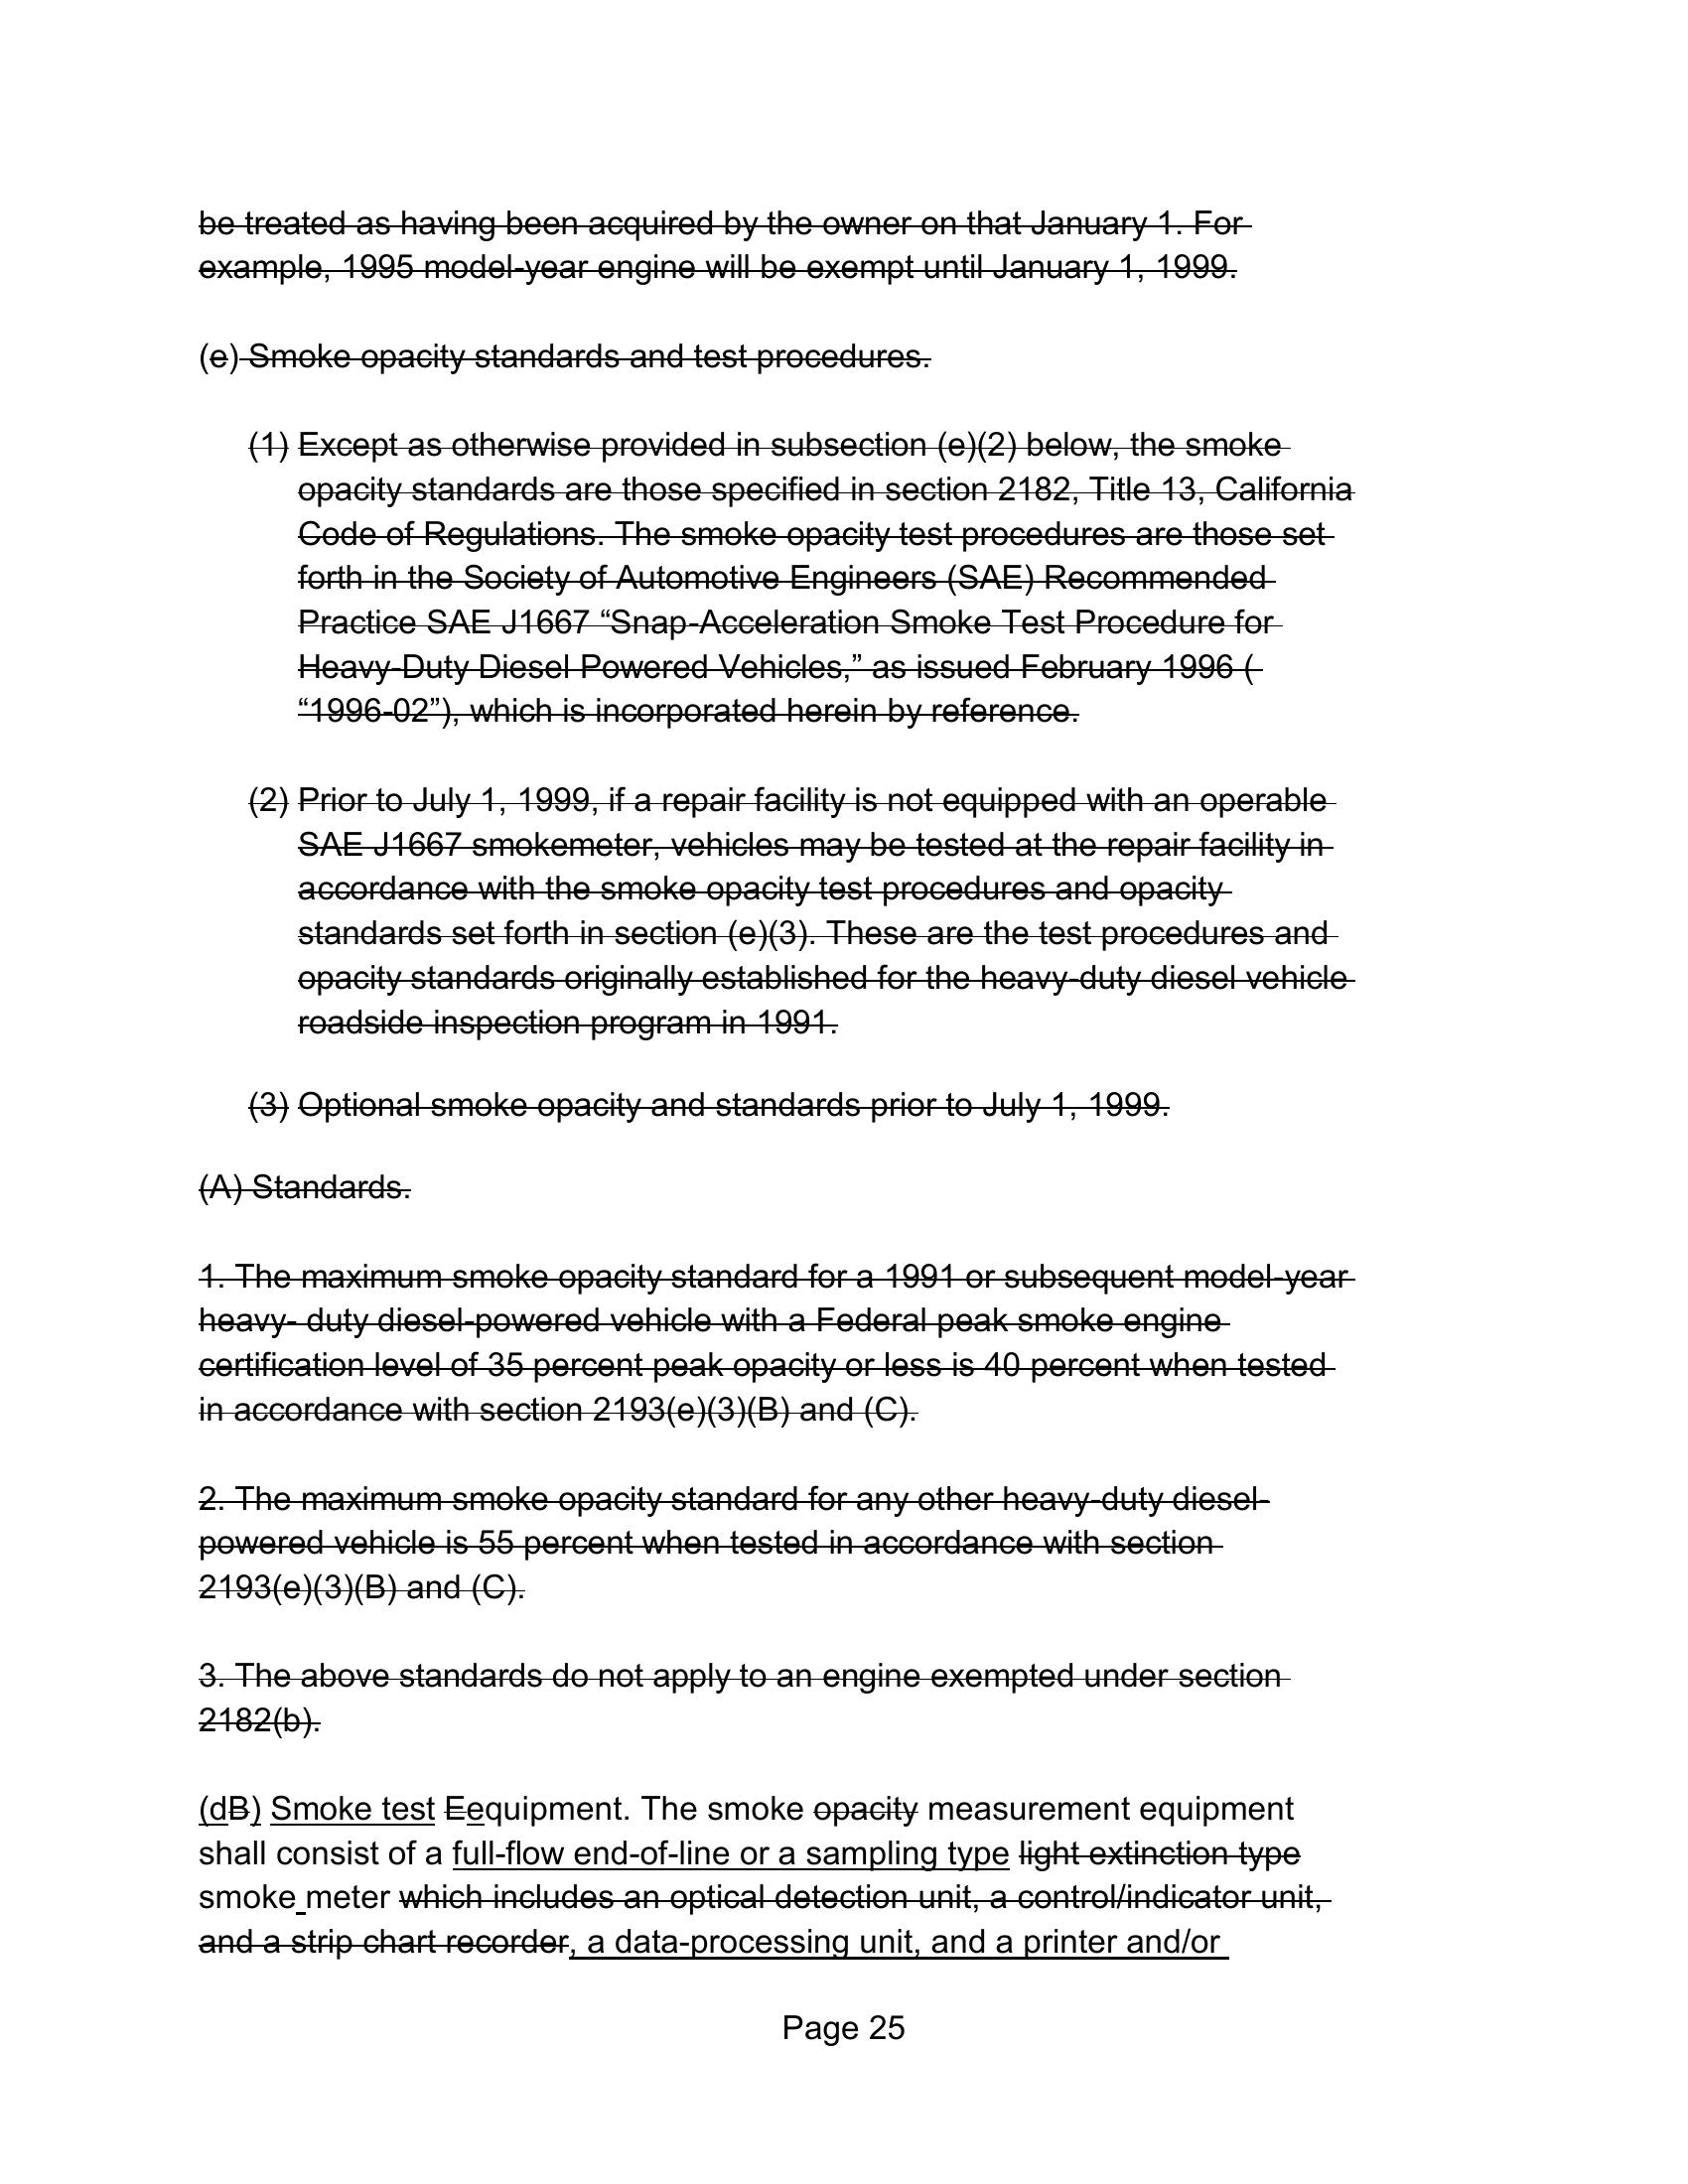 be treated as having been acquired by the owner on that January 1. For
example, 1995 model-year engine will be exempt until January 1, 1999.
(e) Smoke opacity standards and test procedures.
(1) Except as otherwise provided in subsection (e)(2) below, the smoke
opacity standards are those specified in section 2182, Title 13, California
Code of Regulations. The smoke opacity test procedures are those set
forth in the Society of Automotive Engineers (SAE) Recommended
Practice SAE J1667 “Snap-Acceleration Smoke Test Procedure for
Heavy-Duty Diesel Powered Vehicles,” as issued February 1996 (
“1996-02”), which is incorporated herein by reference.
(2) Prior to July 1, 1999, if a repair facility is not equipped with an operable
SAE J1667 smokemeter, vehicles may be tested at the repair facility in
accordance with the smoke opacity test procedures and opacity
standards set forth in section (e)(3). These are the test procedures and
opacity standards originally established for the heavy-duty diesel vehicle
roadside inspection program in 1991.
(3) Optional smoke opacity and standards prior to July 1, 1999.
(A) Standards.
1. The maximum smoke opacity standard for a 1991 or subsequent model-year
heavy- duty diesel-powered vehicle with a Federal peak smoke engine
certification level of 35 percent peak opacity or less is 40 percent when tested
in accordance with section 2193(e)(3)(B) and (C).
2. The maximum smoke opacity standard for any other heavy-duty diesel-
powered vehicle is 55 percent when tested in accordance with section
2193(e)(3)(B) and (C).
3. The above standards do not apply to an engine exempted under section
2182(b).
(dB) Smoke test Eequipment. The smoke opacity measurement equipment
shall consist of a full-flow end-of-line or a sampling type light extinction type
smoke meter which includes an optical detection unit, a control/indicator unit,
and a strip chart recorder, a data-processing unit, and a printer and/or
Page 25